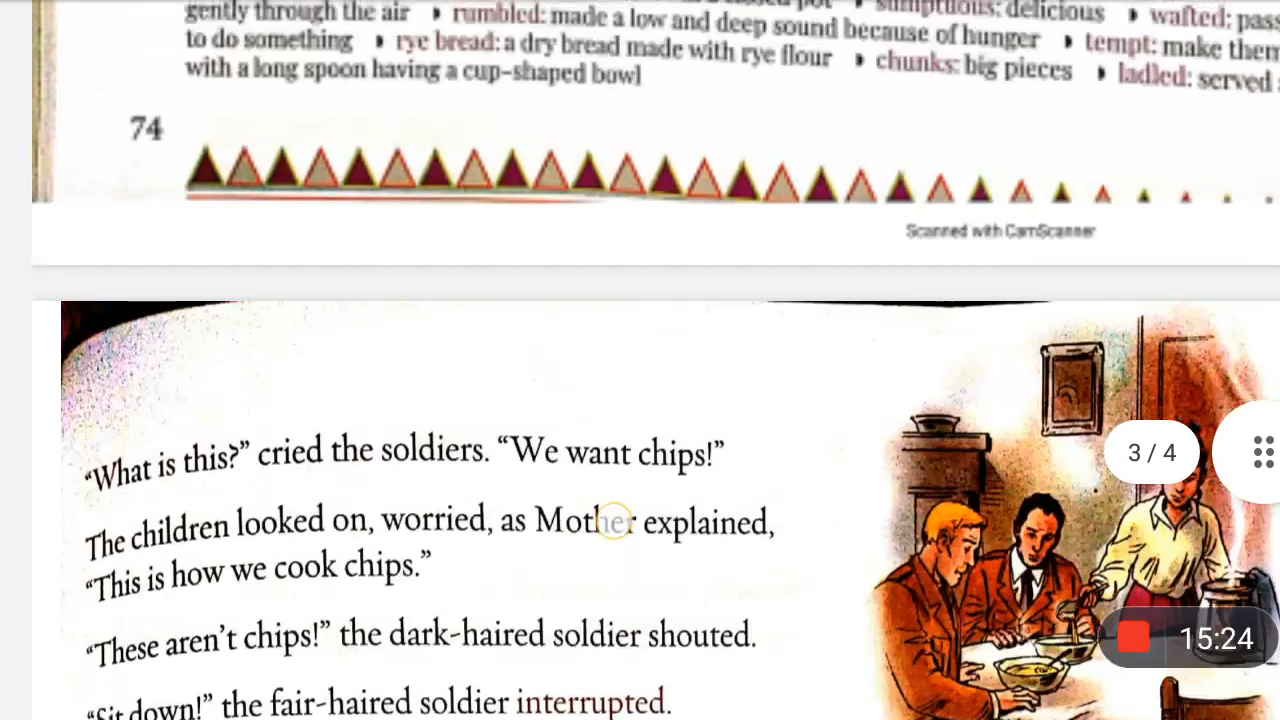 gently through the air • rumbled: made a low and deep sound because of hunger • tempt: make them
sumptuous: delicious • wafted: pass
to do something • rye bread: a dry bread made with rye flour • chunks: big pieces • ladled: served
with a long spoon having a cup-shaped bowl
74
Scanned with CamScanner
“What is this?” cried the soldiers. “We want chips!”
The children looked on, worried, as Mother explained,
“This is how we cook chips.”
“These aren’t chips!” the dark-haired soldier shouted.
“Sit down!” the fair-haired soldier interrupted.
3 / 4
15:24